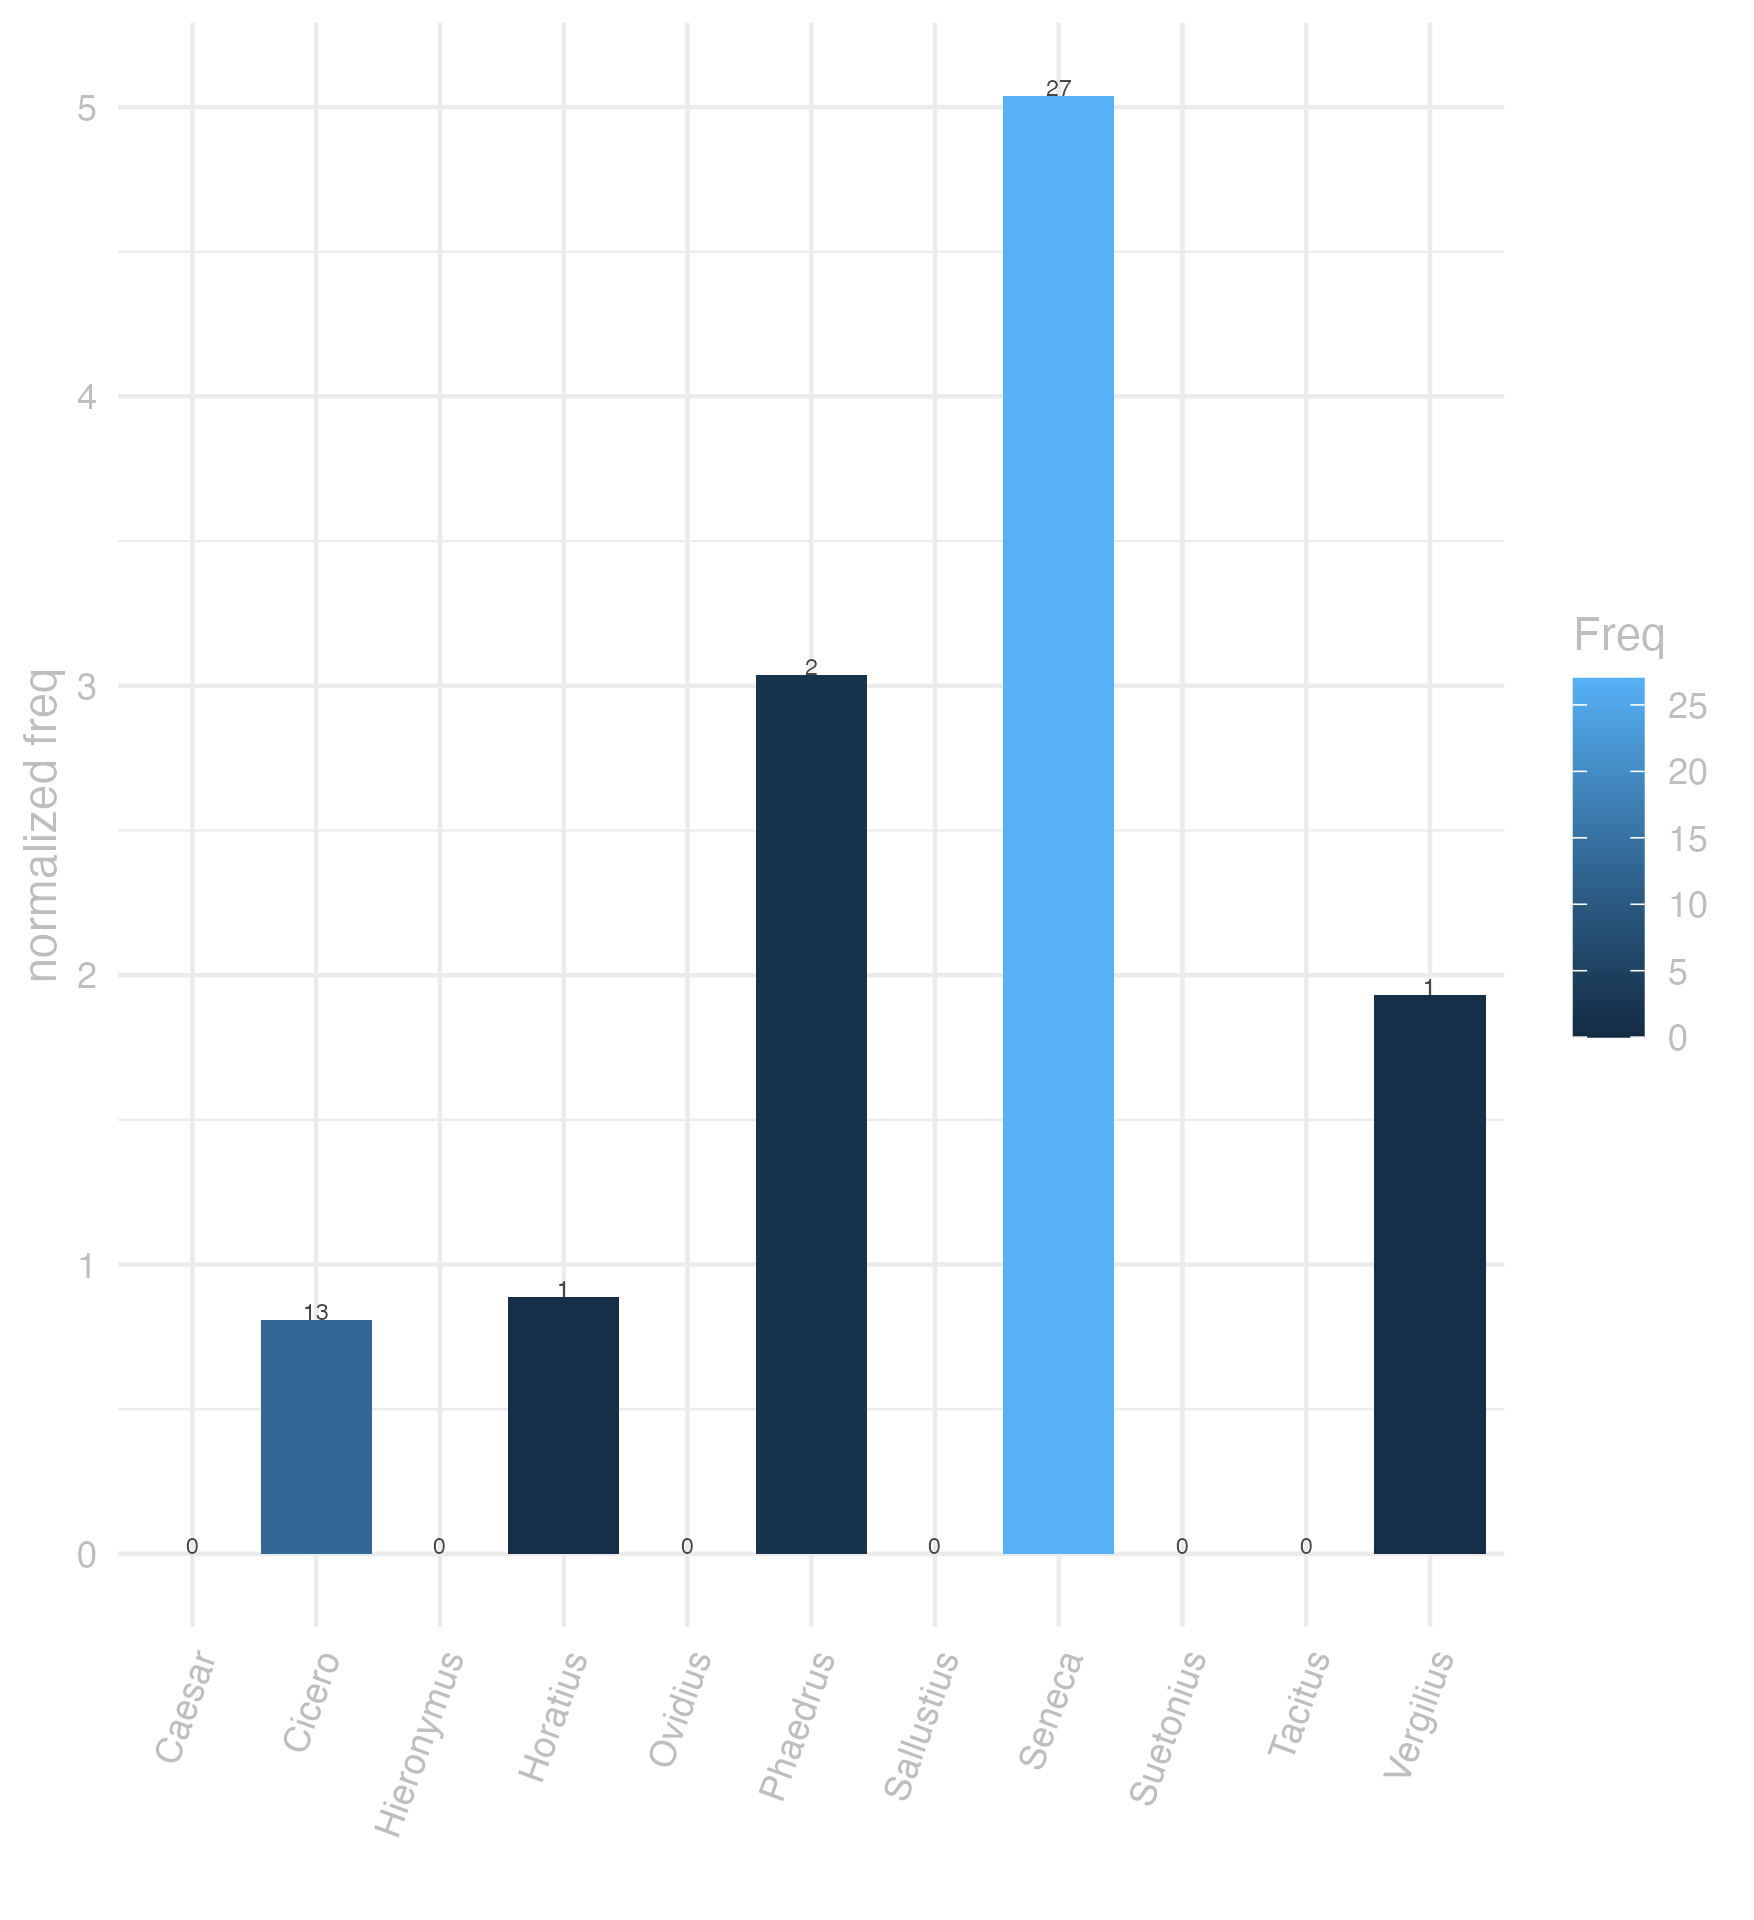 normalized freq
5
4
3
2
1
0
0
13
0
1
0
2
0
27
0
0
1
Caesar
Cicero
Hieronymus
Horatius
Ovidius
Phaedrus
Sallustius
Seneca
Suetonius
Tacitus
Vergilius
Freq
25
20
15
10
5
0